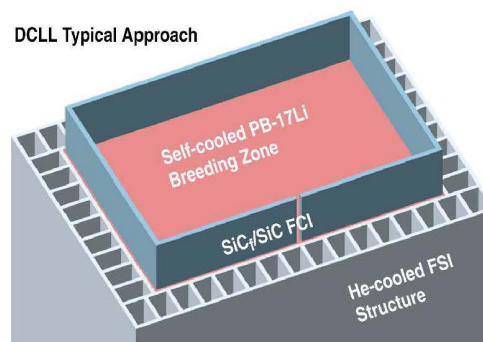 DCLL Typical Approach
Self-cooled PB-17Li
Breeding Zone
SiCf/SiC FCI
He-cooled FSI
Structure